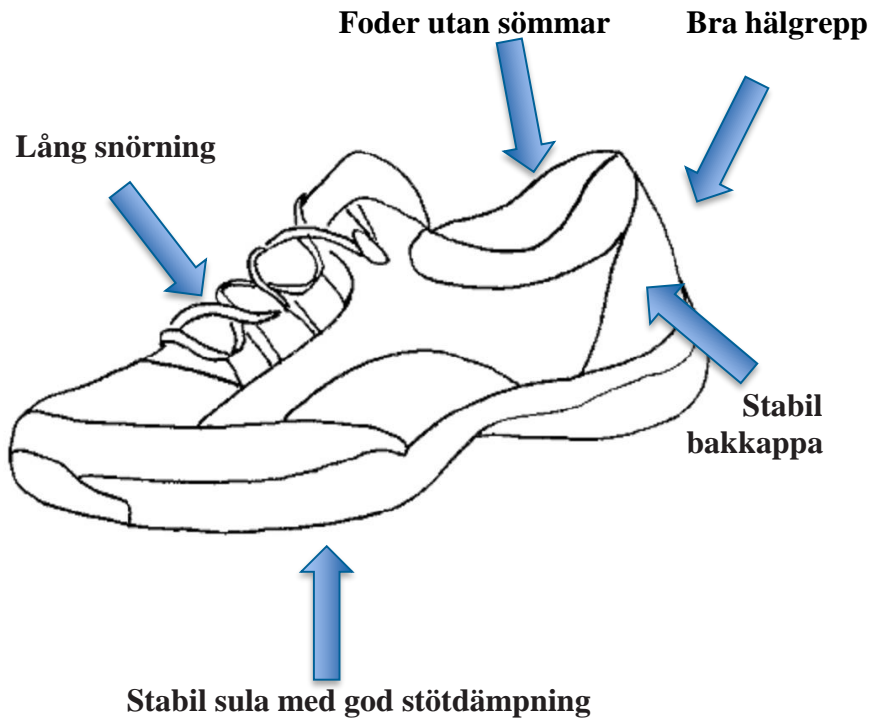 Foder utan sömmar
Bra hälgrepp
Lång snörning
Stabil
bakkappa
Stabil sula med god stötdämpning